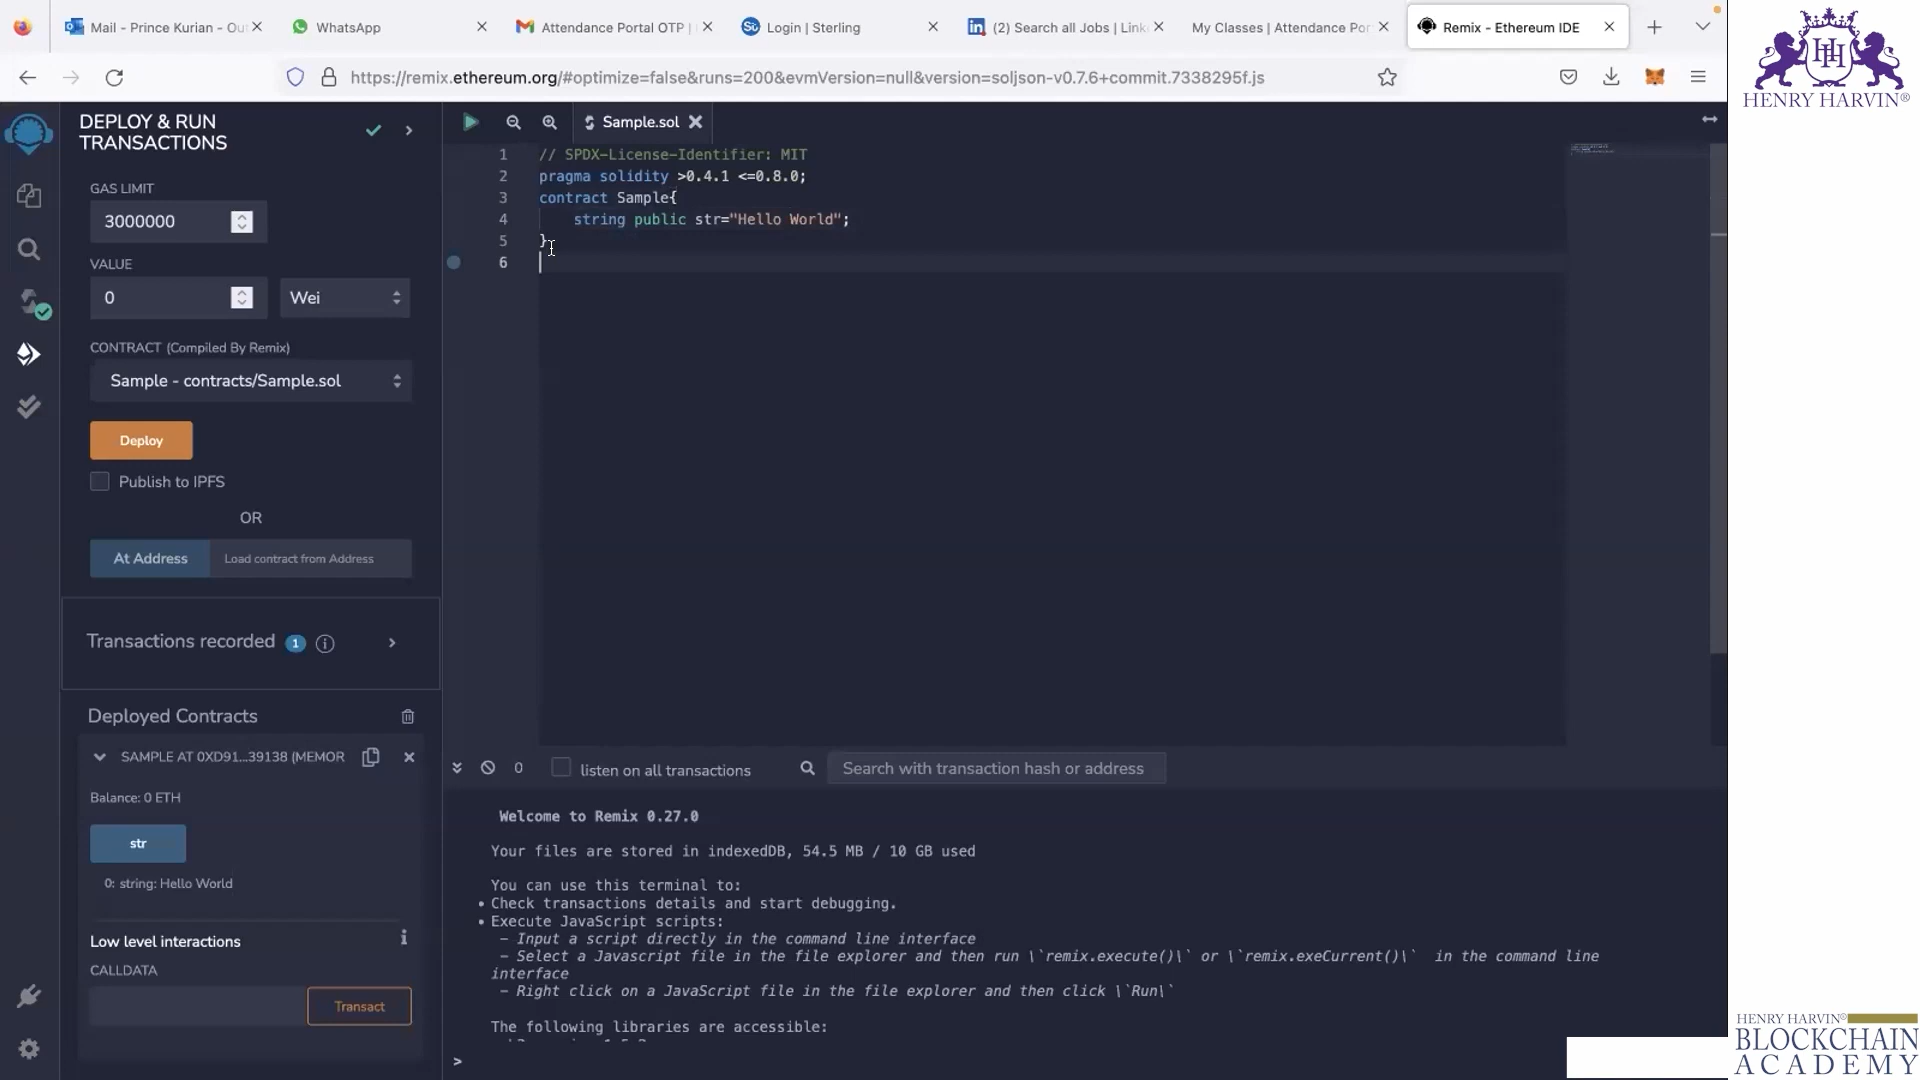 Mail - Prince Kurian - Ou
WhatsApp
Attendance Portal OTP |
Login | Sterling
(2) Search all Jobs | Link
My Classes | Attendance Por
Remix - Ethereum IDE
https://remix.ethereum.org/#optimize=false&runs=200&evmVersion=null&version=soljson-v0.7.6+commit.7338295f.js
HENRY HARVIN®
DEPLOY & RUN
TRANSACTIONS
GAS LIMIT
3000000
VALUE
0
Wei
CONTRACT (Compiled By Remix)
Sample - contracts/Sample.sol
Deploy
Publish to IPFS
OR
At Address
Load contract from Address
Transactions recorded 1 i
Deployed Contracts
SAMPLE AT 0XD91...39138 (MEMOR
Balance: 0 ETH
str
0: string: Hello World
Low level interactions
CALLDATA
Transact
Sample.sol
1 // SPDX-License-Identifier: MIT
2 pragma solidity >0.4.1 <=0.8.0;
3 contract Sample{
4 string public str="Hello World";
5 }
6
0
listen on all transactions
Search with transaction hash or address
Welcome to Remix 0.27.0
Your files are stored in indexedDB, 54.5 MB / 10 GB used
You can use this terminal to:
• Check transactions details and start debugging.
• Execute JavaScript scripts:
– Input a script directly in the command line interface
– Select a Javascript file in the file explorer and then run \`remix.execute()\` or \`remix.exeCurrent()\` in the command line
interface
– Right click on a JavaScript file in the file explorer and then click \`Run\`
The following libraries are accessible:
>
HENRY HARVIN®
BLOCKCHAIN
ACADEMY